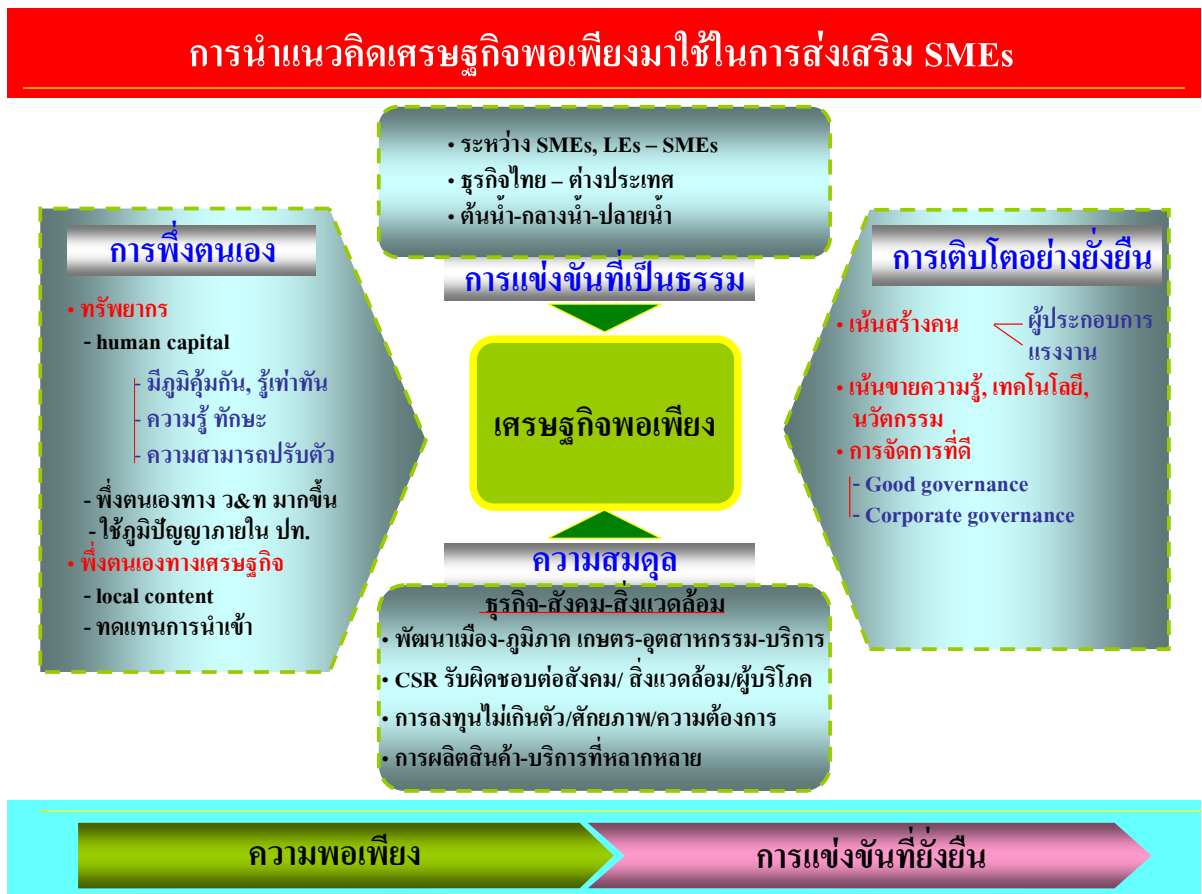 การนำแนวคิดเศรษฐกิจพอเพียงมาใช้ในการส่งเสริม SMEs
• ระหว่าง SMEs, LEs – SMEs
• ธุรกิจไทย – ต่างประเทศ
• ต้นน้ำ-กลางน้ำ-ปลายน้ำ
การแข่งขันที่เป็นธรรม
การพึ่งตนเอง
• ทรัพยากร
- human capital
- มีภูมิคุ้มกัน, รู้เท่าทัน
- ความรู้ ทักษะ
- ความสามารถปรับตัว
- พึ่งตนเองทาง ว&ท มากขึ้น
- ใช้ภูมิปัญญาภายใน ปท.
• พึ่งตนเองทางเศรษฐกิจ
- local content
- ทดแทนการนำเข้า
เศรษฐกิจพอเพียง
การเติบโตอย่างยั่งยืน
• เน้นสร้างคน
ผู้ประกอบการ
แรงงาน
• เน้นขายความรู้, เทคโนโลยี,
นวัตกรรม
• การจัดการที่ดี
- Good governance
- Corporate governance
ความสมดุล
ธุรกิจ-สังคม-สิ่งแวดล้อม
• พัฒนาเมือง-ภูมิภาค เกษตร-อุตสาหกรรม-บริการ
• CSR รับผิดชอบต่อสังคม/ สิ่งแวดล้อม/ผู้บริโภค
• การลงทุนไม่เกินตัว/ศักยภาพ/ความต้องการ
• การผลิตสินค้า-บริการที่หลากหลาย
ความพอเพียง
การแข่งขันที่ยั่งยืน